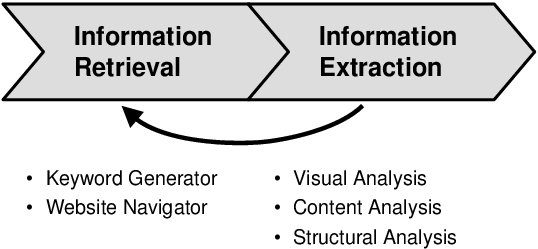 Information
Retrieval
Information
Extraction
• Keyword Generator
• Website Navigator
• Visual Analysis
• Content Analysis
• Structural Analysis